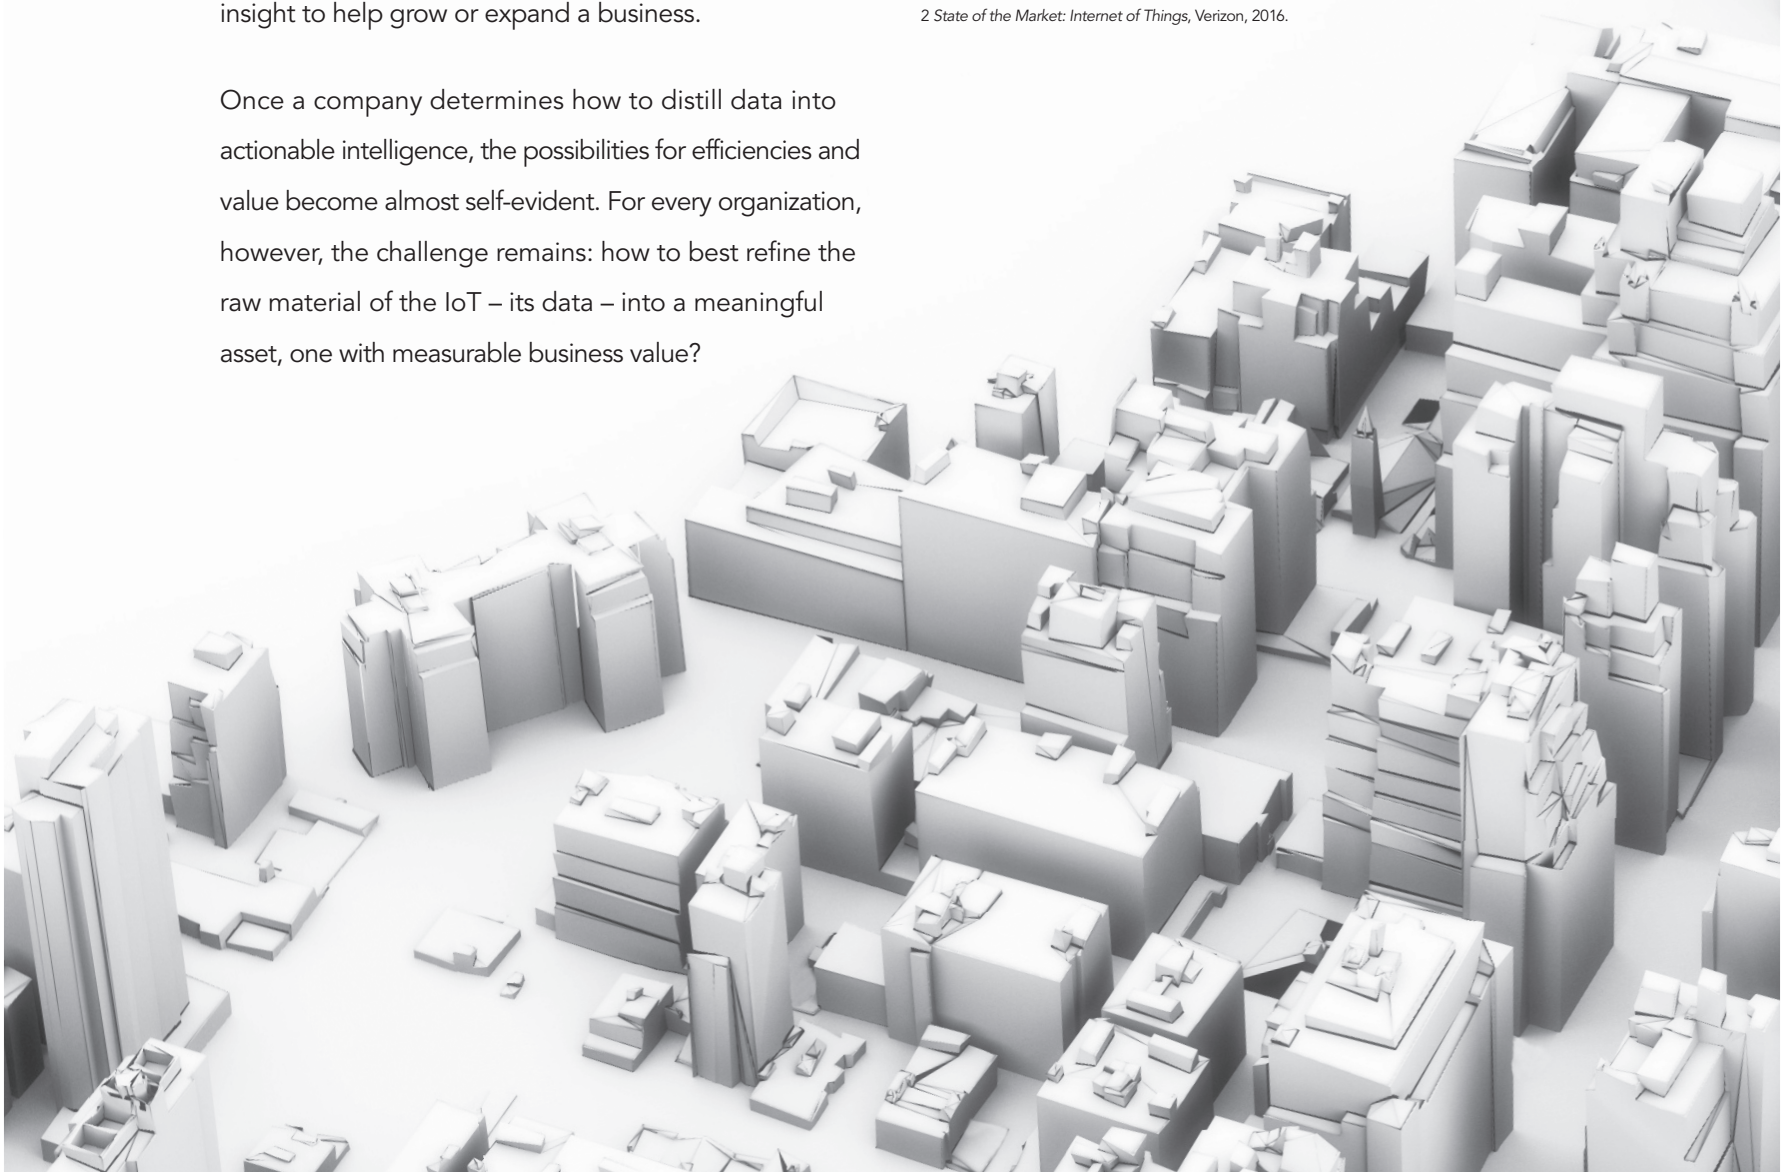 insight to help grow or expand a business.
Once a company determines how to distill data into
actionable intelligence, the possibilities for efficiencies and
value become almost self-evident. For every organization,
however, the challenge remains: how to best refine the
raw material of the IoT – its data – into a meaningful
asset, one with measurable business value?
2 State of the Market: Internet of Things, Verizon, 2016.